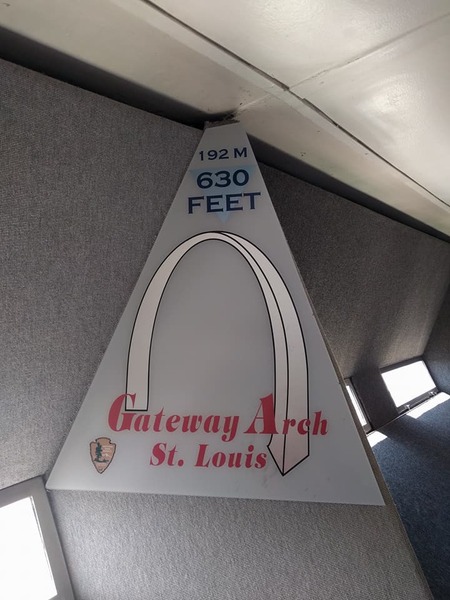 192 M
630
FEET
Gateway Arch
St. Louis